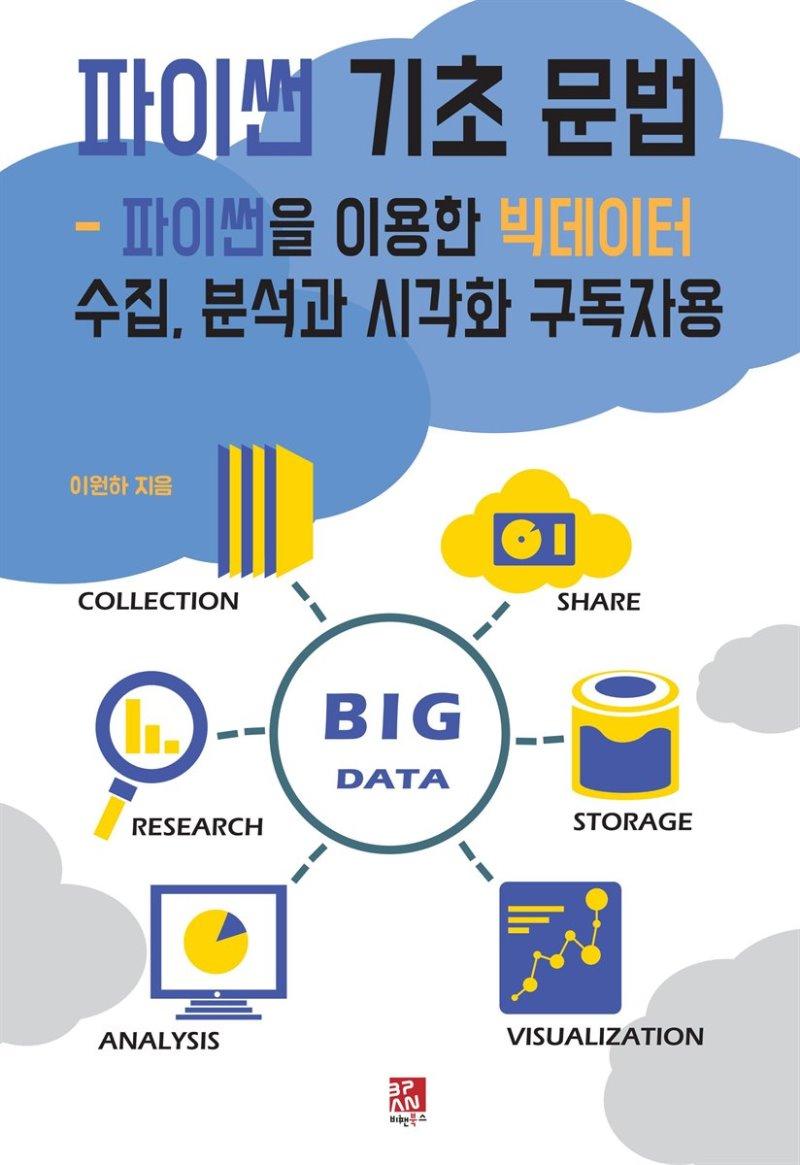 파이썬 기초 문법
- 파이썬을 이용한 빅데이터
수집, 분석과 시각화 구독자용
이원하 지음
COLLECTION
SHARE
BIG
DATA
RESEARCH
STORAGE
ANALYSIS
VISUALIZATION
BP
AN
비팬북스